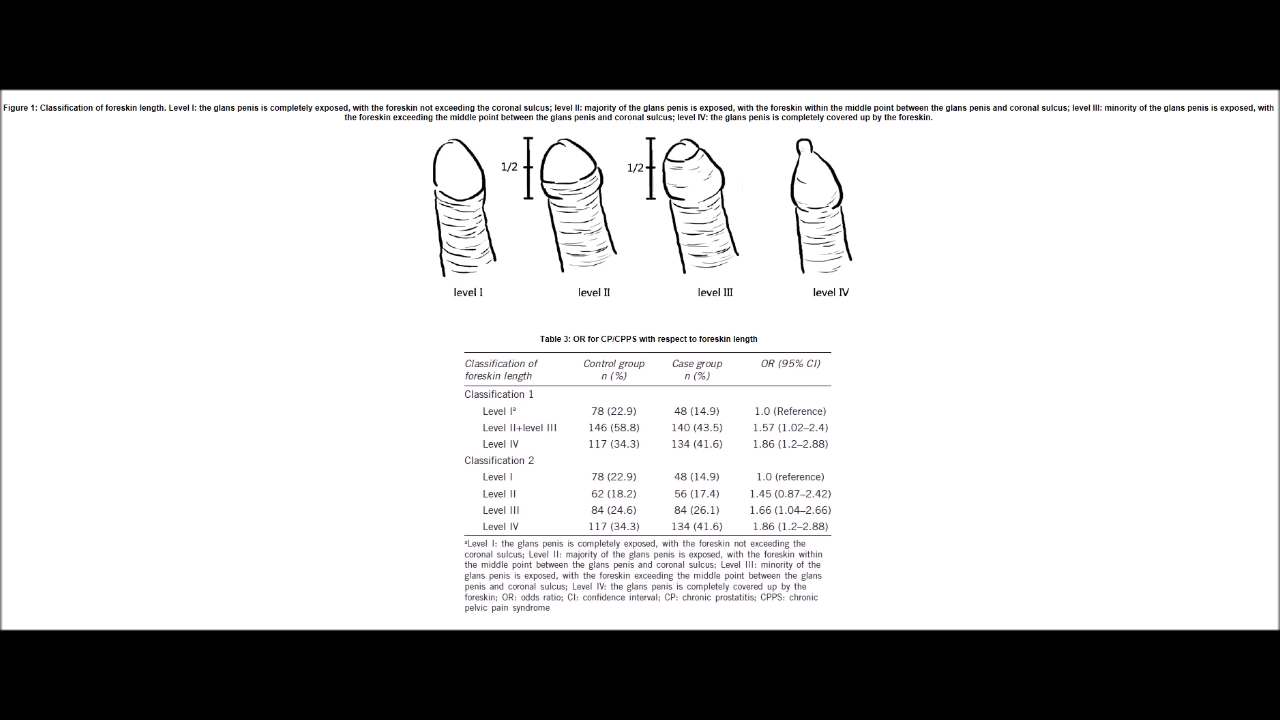 Figure 1: Classification of foreskin length. Level I: the glans penis is completely exposed, with the foreskin not exceeding the coronal sulcus; level II: majority of the glans penis is exposed, with the foreskin within the middle point between the glans penis and coronal sulcus; level III: minority of the glans penis is exposed, with
the foreskin exceeding the middle point between the glans penis and coronal sulcus; level IV: the glans penis is completely covered up by the foreskin.
1/2 1/2
level I level II level III level IV
Table 3: OR for CP/CPPS with respect to foreskin length
Classification of Control group Case group OR (95% CI)
foreskin length n (%) n (%)
Classification 1
Level Iª 78 (22.9) 48 (14.9) 1.0 (Reference)
Level II+level III 146 (58.8) 140 (43.5) 1.57 (1.02–2.4)
Level IV 117 (34.3) 134 (41.6) 1.86 (1.2–2.88)
Classification 2
Level I 78 (22.9) 48 (14.9) 1.0 (reference)
Level II 62 (18.2) 56 (17.4) 1.45 (0.87–2.42)
Level III 84 (24.6) 84 (26.1) 1.66 (1.04–2.66)
Level IV 117 (34.3) 134 (41.6) 1.86 (1.2–2.88)
ªLevel I: the glans penis is completely exposed, with the foreskin not exceeding the
coronal sulcus; Level II: majority of the glans penis is exposed, with the foreskin within
the middle point between the glans penis and coronal sulcus; Level III: minority of the
glans penis is exposed, with the foreskin exceeding the middle point between the glans
penis and coronal sulcus; Level IV: the glans penis is completely covered up by the
foreskin; OR: odds ratio; CI: confidence interval; CP: chronic prostatitis; CPPS: chronic
pelvic pain syndrome